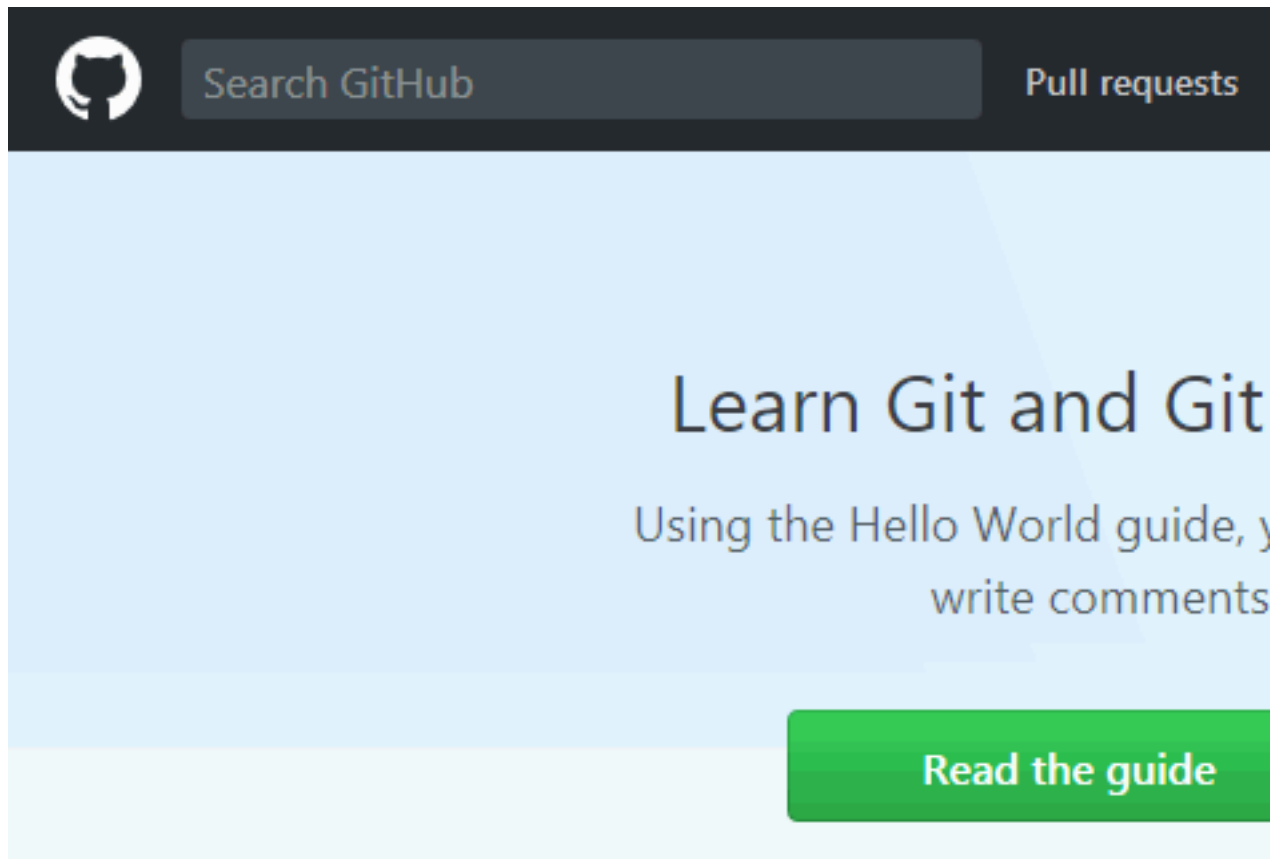 Search GitHub
Pull requests
Learn Git and Git
Using the Hello World guide, y
write comments
Read the guide